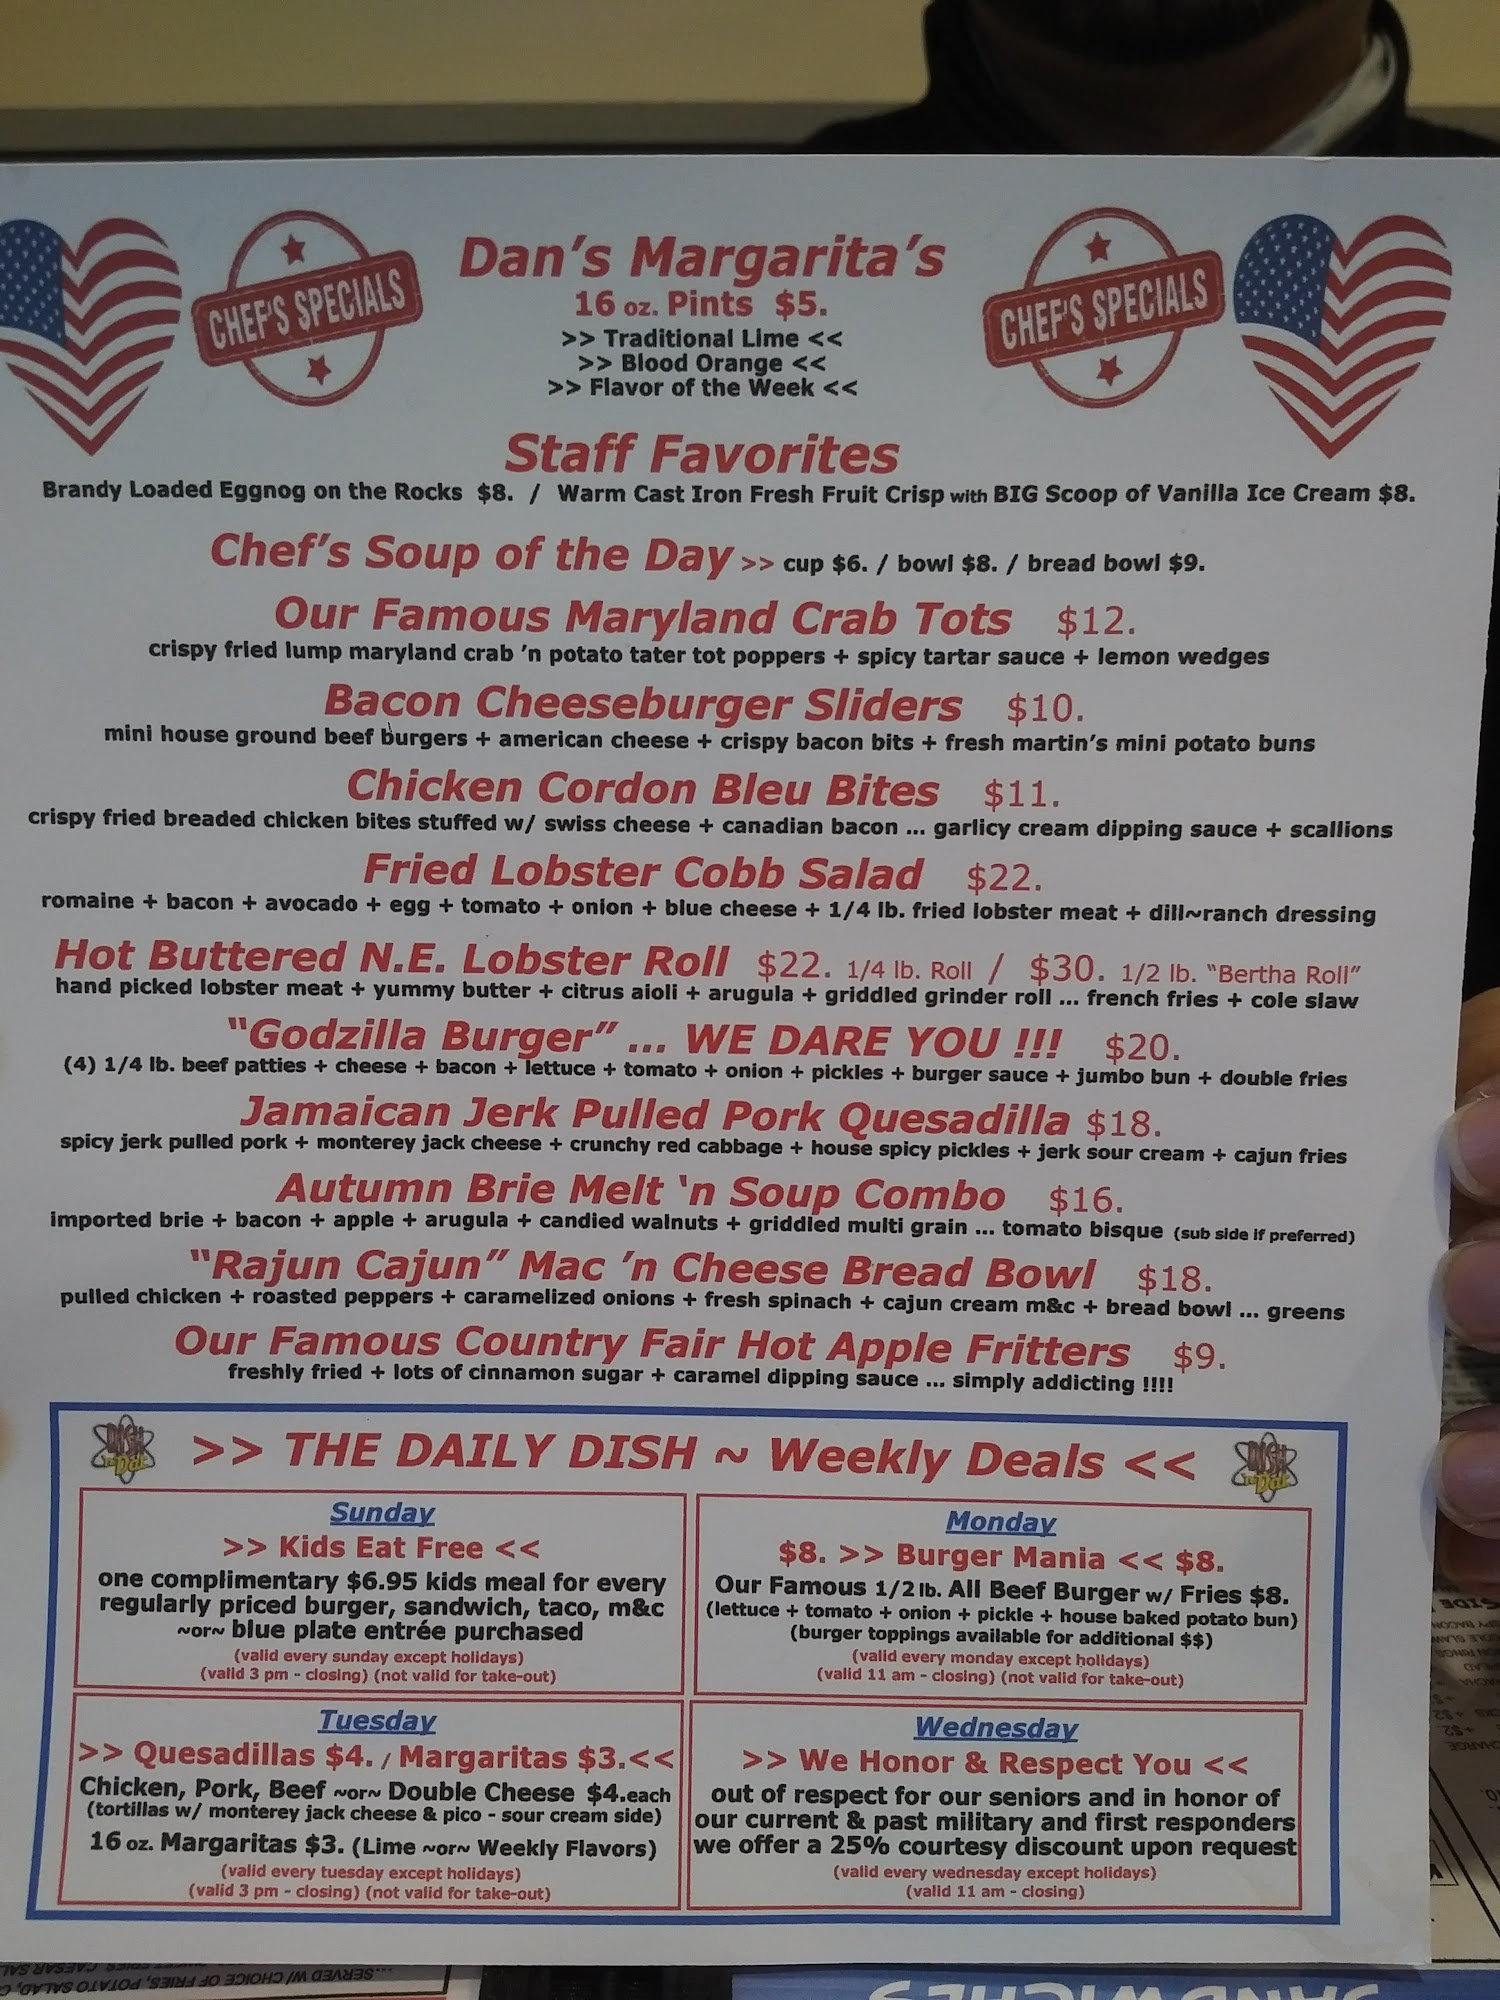 CHEF'S SPECIALS
CHEF'S SPECIALS
Dan's Margarita's
16 oz. Pints $5.
>> Traditional Lime <<
>> Blood Orange <<
>> Flavor of the Week <<
Staff Favorites
Brandy Loaded Eggnog on the Rocks $8. / Warm Cast Iron Fresh Fruit Crisp with BIG Scoop of Vanilla Ice Cream $8.
Chef's Soup of the Day >> cup $6. / bowl $8. / bread bowl $9.
Our Famous Maryland Crab Tots $12.
crispy fried lump maryland crab 'n potato tater tot poppers + spicy tartar sauce + lemon wedges
Bacon Cheeseburger Sliders $10.
mini house ground beef burgers + american cheese + crispy bacon bits + fresh martin's mini potato buns
Chicken Cordon Bleu Bites $11.
crispy fried breaded chicken bites stuffed w/ swiss cheese + canadian bacon ... garlicy cream dipping sauce + scallions
Fried Lobster Cobb Salad $22.
romaine + bacon + avocado + egg + tomato + onion + blue cheese + 1/4 lb. fried lobster meat + dill~ranch dressing
Hot Buttered N.E. Lobster Roll $22. 1/4 lb. Roll / $30. 1/2 lb. "Bertha Roll"
hand picked lobster meat + yummy butter + citrus aioli + arugula + griddled grinder roll ... french fries + cole slaw
"Godzilla Burger" ... WE DARE YOU !!! $20.
(4) 1/4 lb. beef patties + cheese + bacon + lettuce + tomato + onion + pickles + burger sauce + jumbo bun + double fries
Jamaican Jerk Pulled Pork Quesadilla $18.
spicy jerk pulled pork + monterey jack cheese + crunchy red cabbage + house spicy pickles + jerk sour cream + cajun fries
Autumn Brie Melt 'n Soup Combo $16.
imported brie + bacon + apple + arugula + candied walnuts + griddled multi grain ... tomato bisque (sub side if preferred)
"Rajun Cajun" Mac 'n Cheese Bread Bowl $18.
pulled chicken + roasted peppers + caramelized onions + fresh spinach + cajun cream m&c + bread bowl ... greens
Our Famous Country Fair Hot Apple Fritters $9.
freshly fried + lots of cinnamon sugar + caramel dipping sauce ... simply addicting !!!!
>> THE DAILY DISH ~ Weekly Deals <<
Sunday
>> Kids Eat Free <<
one complimentary $6.95 kids meal for every
regularly priced burger, sandwich, taco, m&c
~or~ blue plate entrée purchased
(valid every sunday except holidays)
(valid 3 pm - closing) (not valid for take-out)
Monday
$8. >> Burger Mania << $8.
Our Famous 1/2 lb. All Beef Burger w/ Fries $8.
(lettuce + tomato + onion + pickle + house baked potato bun)
(burger toppings available for additional $$)
(valid every monday except holidays)
(valid 11 am - closing) (not valid for take-out)
Tuesday
>> Quesadillas $4. / Margaritas $3.<<
Chicken, Pork, Beef ~or~ Double Cheese $4.each
(tortillas w/ monterey jack cheese & pico - sour cream side)
16 oz. Margaritas $3. (Lime ~or~ Weekly Flavors)
(valid every tuesday except holidays)
(valid 3 pm - closing) (not valid for take-out)
Wednesday
>> We Honor & Respect You <<
out of respect for our seniors and in honor of
our current & past military and first responders
we offer a 25% courtesy discount upon request
(valid every wednesday except holidays)
(valid 11 am - closing)
...SERVED W/ CHOICE OF FRIES, POTATO SALAD,
SANDWICHES